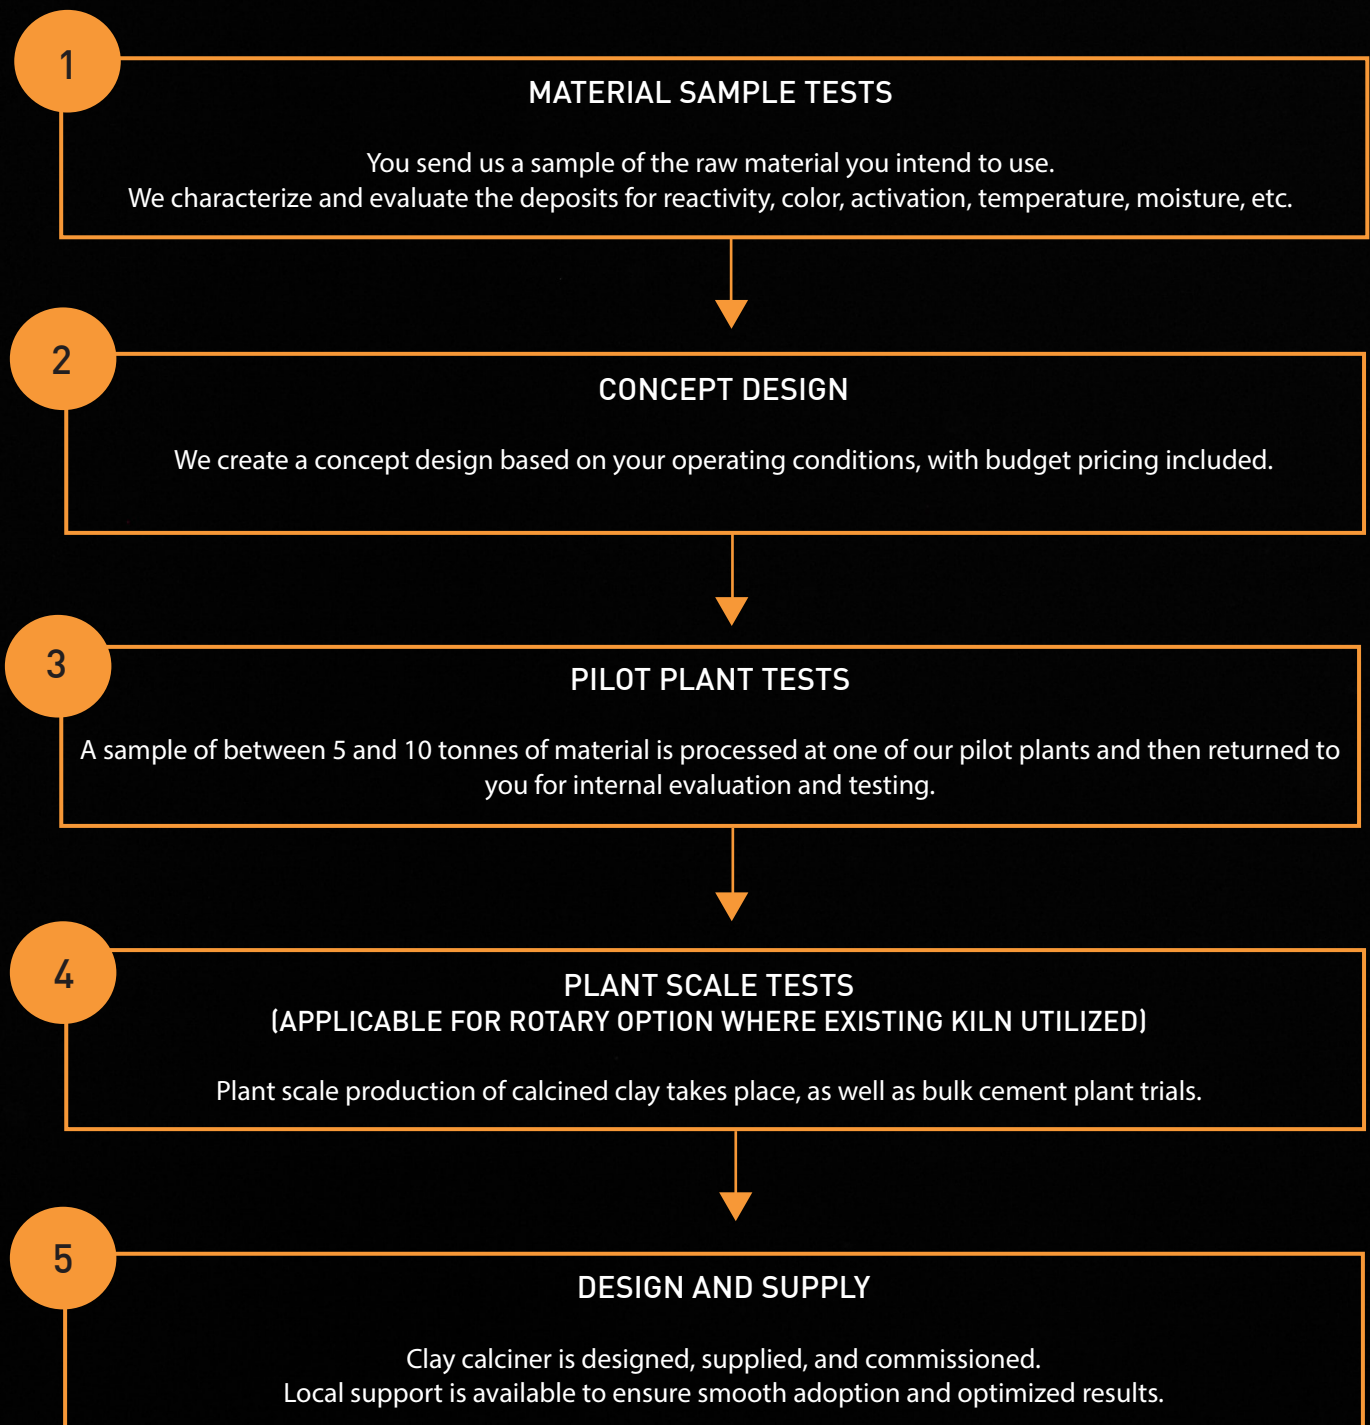 1
MATERIAL SAMPLE TESTS
You send us a sample of the raw material you intend to use.
We characterize and evaluate the deposits for reactivity, color, activation, temperature, moisture, etc.
2
CONCEPT DESIGN
We create a concept design based on your operating conditions, with budget pricing included.
3
PILOT PLANT TESTS
A sample of between 5 and 10 tonnes of material is processed at one of our pilot plants and then returned to
you for internal evaluation and testing.
4
PLANT SCALE TESTS
(APPLICABLE FOR ROTARY OPTION WHERE EXISTING KILN UTILIZED)
Plant scale production of calcined clay takes place, as well as bulk cement plant trials.
5
DESIGN AND SUPPLY
Clay calciner is designed, supplied, and commissioned.
Local support is available to ensure smooth adoption and optimized results.